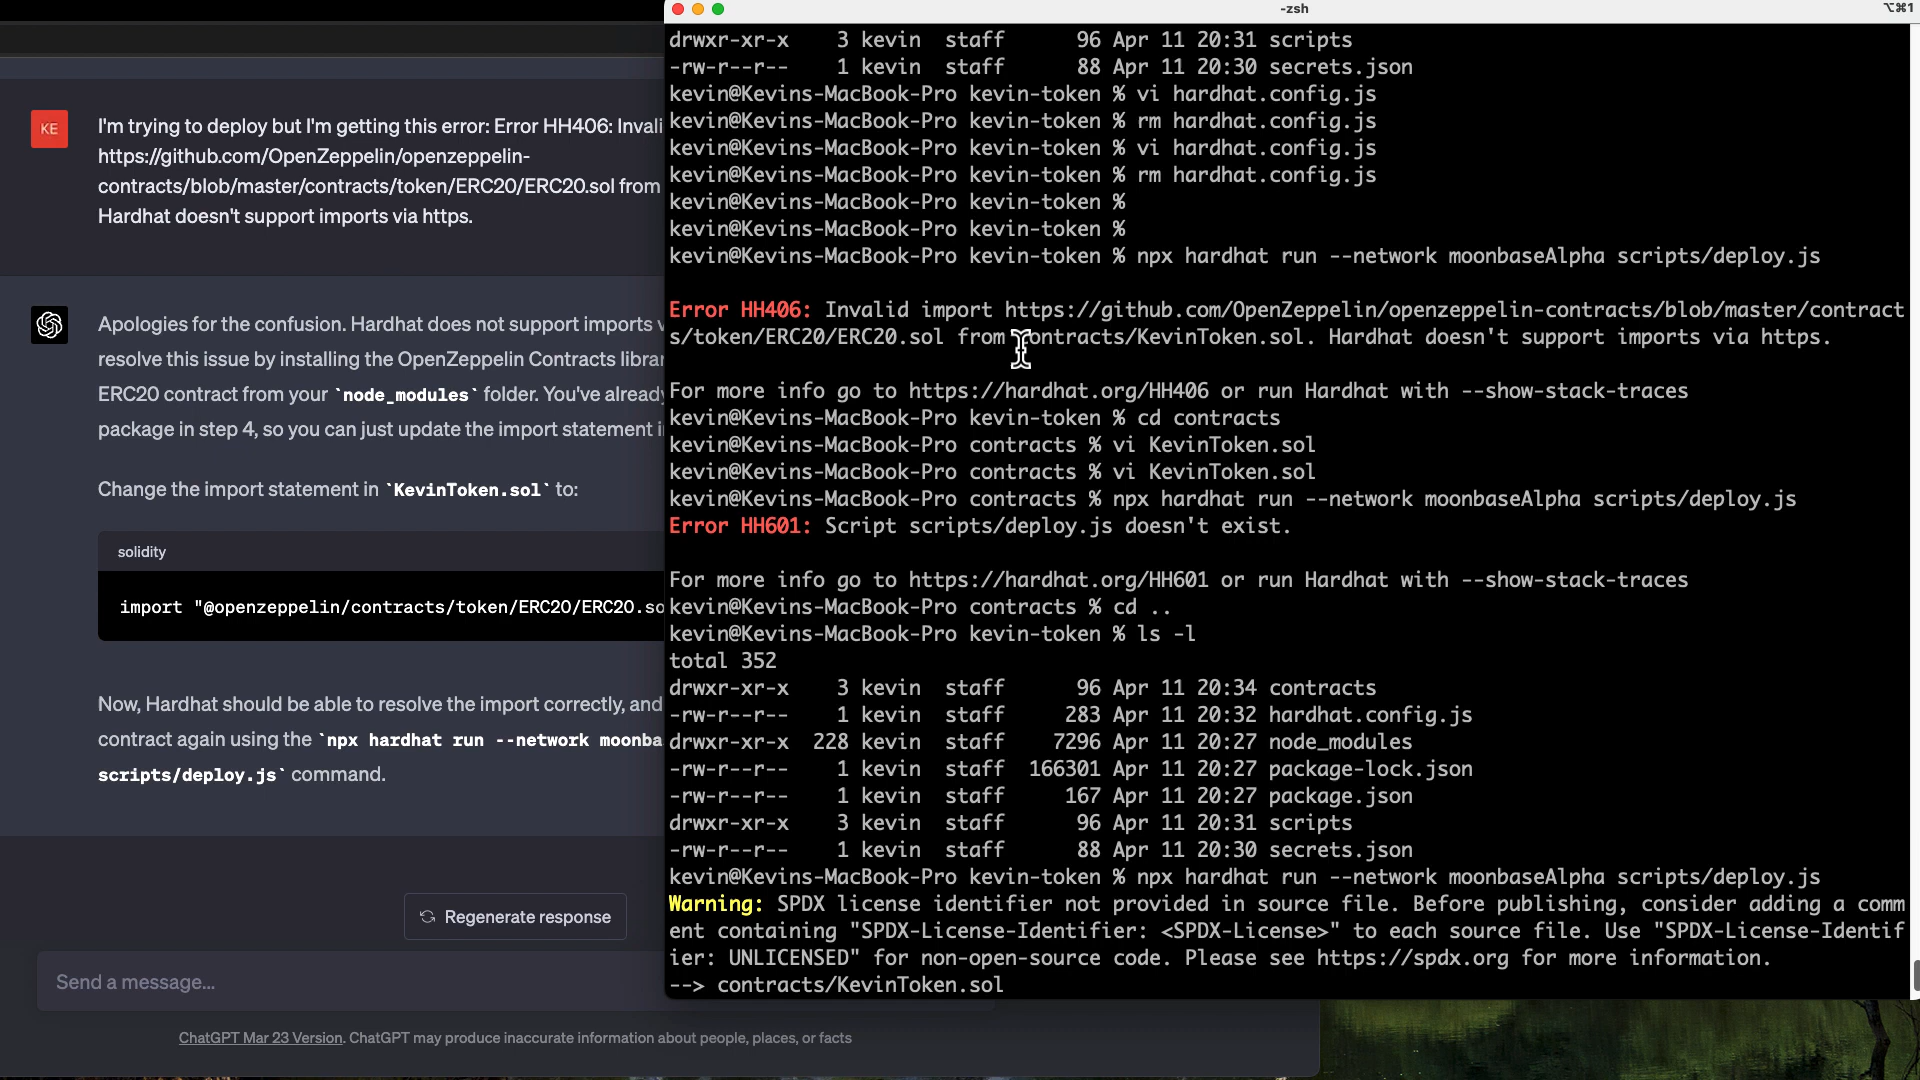 KE
I'm trying to deploy but I'm getting this error: Error HH406: Invali
https://github.com/OpenZeppelin/openzeppelin-
contracts/blob/master/contracts/token/ERC20/ERC20.sol from
Hardhat doesn't support imports via https.
Apologies for the confusion. Hardhat does not support imports v
resolve this issue by installing the OpenZeppelin Contracts librar
ERC20 contract from your `node_modules` folder. You've already
package in step 4, so you can just update the import statement i
Change the import statement in `KevinToken.sol` to:
solidity
import "@openzeppelin/contracts/token/ERC20/ERC20.so
Now, Hardhat should be able to resolve the import correctly, and
contract again using the `npx hardhat run --network moonba
scripts/deploy.js` command.
Regenerate response
Send a message...
ChatGPT Mar 23 Version. ChatGPT may produce inaccurate information about people, places, or facts
-zsh
⌥⌘1
drwxr-xr-x    3 kevin  staff      96 Apr 11 20:31 scripts
-rw-r--r--    1 kevin  staff      88 Apr 11 20:30 secrets.json
kevin@Kevins-MacBook-Pro kevin-token % vi hardhat.config.js
kevin@Kevins-MacBook-Pro kevin-token % rm hardhat.config.js
kevin@Kevins-MacBook-Pro kevin-token % vi hardhat.config.js
kevin@Kevins-MacBook-Pro kevin-token % rm hardhat.config.js
kevin@Kevins-MacBook-Pro kevin-token %
kevin@Kevins-MacBook-Pro kevin-token %
kevin@Kevins-MacBook-Pro kevin-token % npx hardhat run --network moonbaseAlpha scripts/deploy.js
Error HH406: Invalid import https://github.com/OpenZeppelin/openzeppelin-contracts/blob/master/contract
s/token/ERC20/ERC20.sol from contracts/KevinToken.sol. Hardhat doesn't support imports via https.
For more info go to https://hardhat.org/HH406 or run Hardhat with --show-stack-traces
kevin@Kevins-MacBook-Pro kevin-token % cd contracts
kevin@Kevins-MacBook-Pro contracts % vi KevinToken.sol
kevin@Kevins-MacBook-Pro contracts % vi KevinToken.sol
kevin@Kevins-MacBook-Pro contracts % npx hardhat run --network moonbaseAlpha scripts/deploy.js
Error HH601: Script scripts/deploy.js doesn't exist.
For more info go to https://hardhat.org/HH601 or run Hardhat with --show-stack-traces
kevin@Kevins-MacBook-Pro contracts % cd ..
kevin@Kevins-MacBook-Pro kevin-token % ls -l
total 352
drwxr-xr-x    3 kevin  staff      96 Apr 11 20:34 contracts
-rw-r--r--    1 kevin  staff     283 Apr 11 20:32 hardhat.config.js
drwxr-xr-x  228 kevin  staff    7296 Apr 11 20:27 node_modules
-rw-r--r--    1 kevin  staff  166301 Apr 11 20:27 package-lock.json
-rw-r--r--    1 kevin  staff     167 Apr 11 20:27 package.json
drwxr-xr-x    3 kevin  staff      96 Apr 11 20:31 scripts
-rw-r--r--    1 kevin  staff      88 Apr 11 20:30 secrets.json
kevin@Kevins-MacBook-Pro kevin-token % npx hardhat run --network moonbaseAlpha scripts/deploy.js
Warning: SPDX license identifier not provided in source file. Before publishing, consider adding a comm
ent containing "SPDX-License-Identifier: <SPDX-License>" to each source file. Use "SPDX-License-Identif
ier: UNLICENSED" for non-open-source code. Please see https://spdx.org for more information.
--> contracts/KevinToken.sol